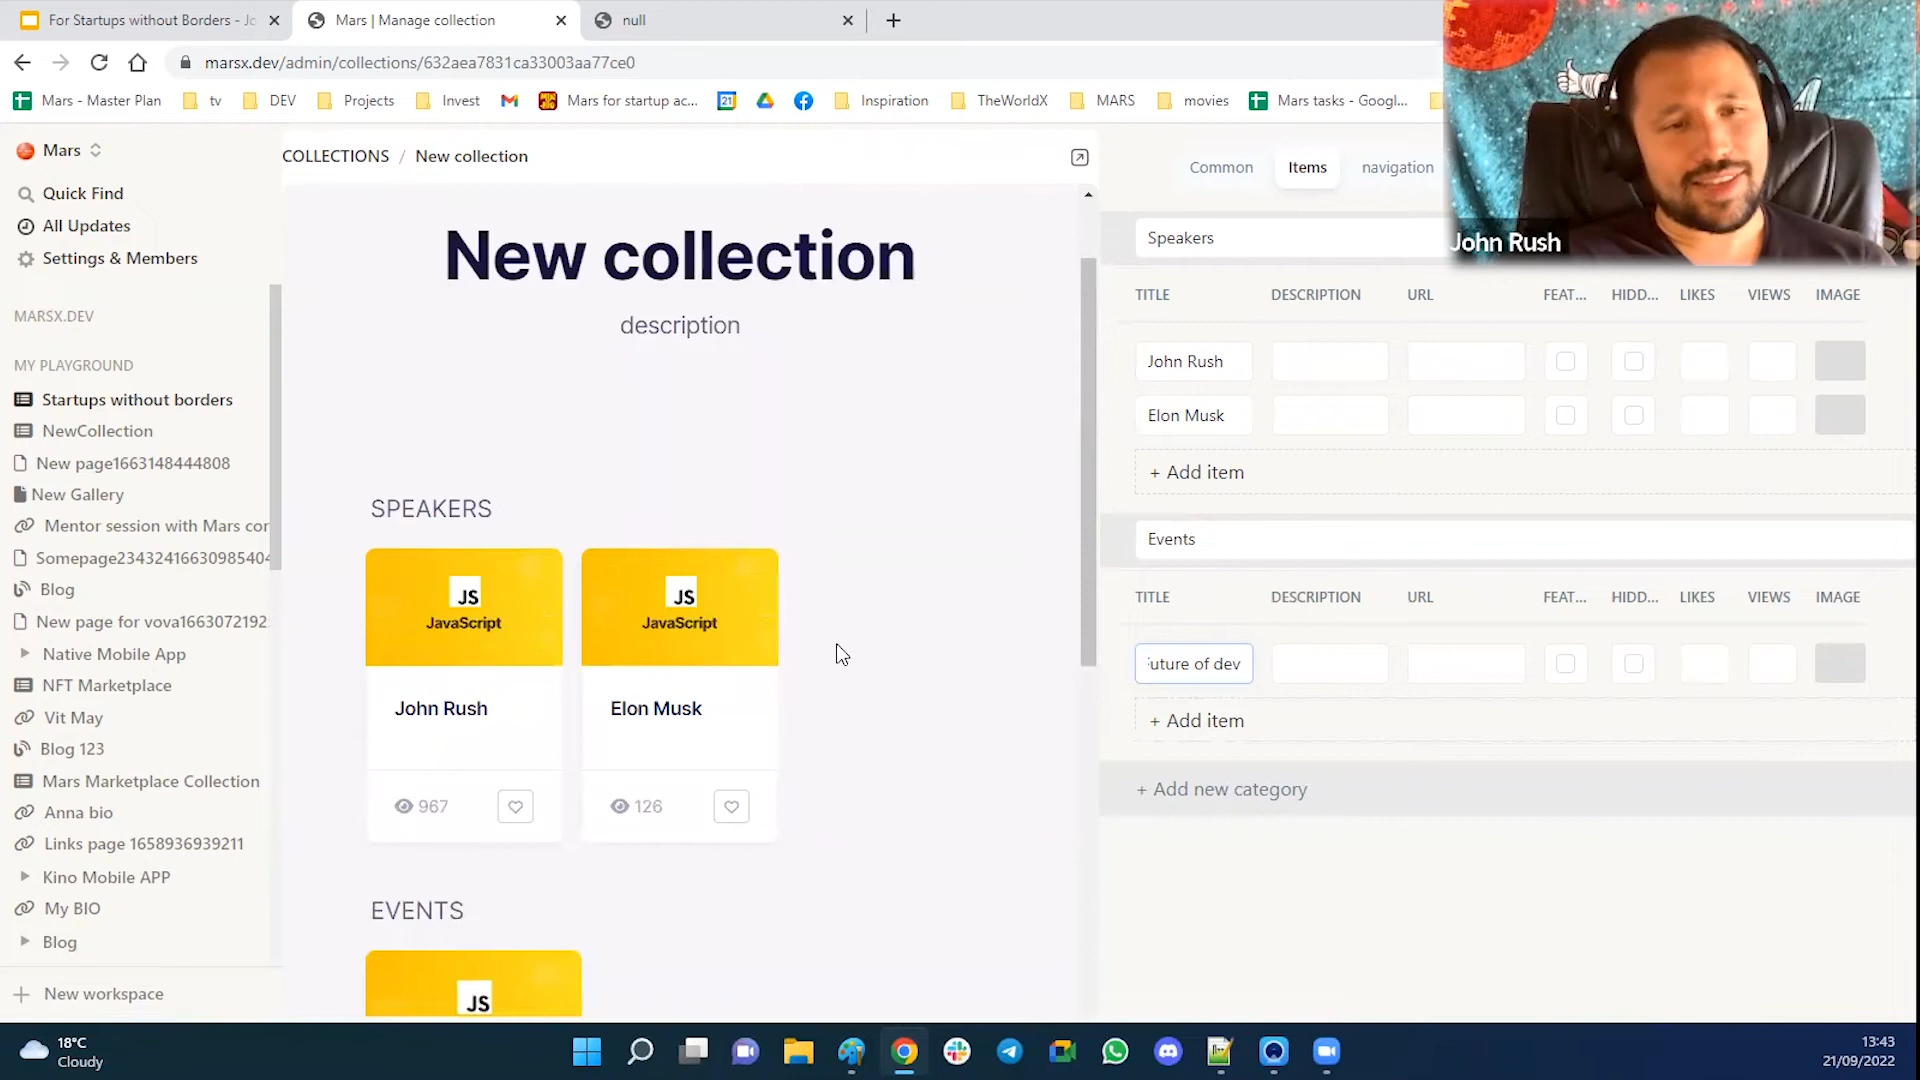 For Startups without Borders - Jo
Mars | Manage collection
null
marsx.dev/admin/collections/632aea7831ca33003aa77ce0
Mars - Master Plan
tv
DEV
Projects
Invest
Mars for startup ac...
Inspiration
TheWorldX
MARS
movies
Mars tasks - Googl...
Mars
Quick Find
All Updates
Settings & Members
MARSX.DEV
MY PLAYGROUND
Startups without borders
NewCollection
New page1663148444808
New Gallery
Mentor session with Mars cor
Somepage23432416630985404
Blog
New page for vova1663072192
Native Mobile App
NFT Marketplace
Vit May
Blog 123
Mars Marketplace Collection
Anna bio
Links page 1658936939211
Kino Mobile APP
My BIO
Blog
New workspace
COLLECTIONS / New collection
New collection
description
SPEAKERS
JS
JavaScript
John Rush
967
JS
JavaScript
Elon Musk
126
EVENTS
JS
Common
Items
navigation
John Rush
Speakers
TITLE DESCRIPTION URL FEAT... HIDD... LIKES VIEWS IMAGE
John Rush
Elon Musk
+ Add item
Events
TITLE DESCRIPTION URL FEAT... HIDD... LIKES VIEWS IMAGE
uture of dev
+ Add item
+ Add new category
18°C
Cloudy
13:43
21/09/2022